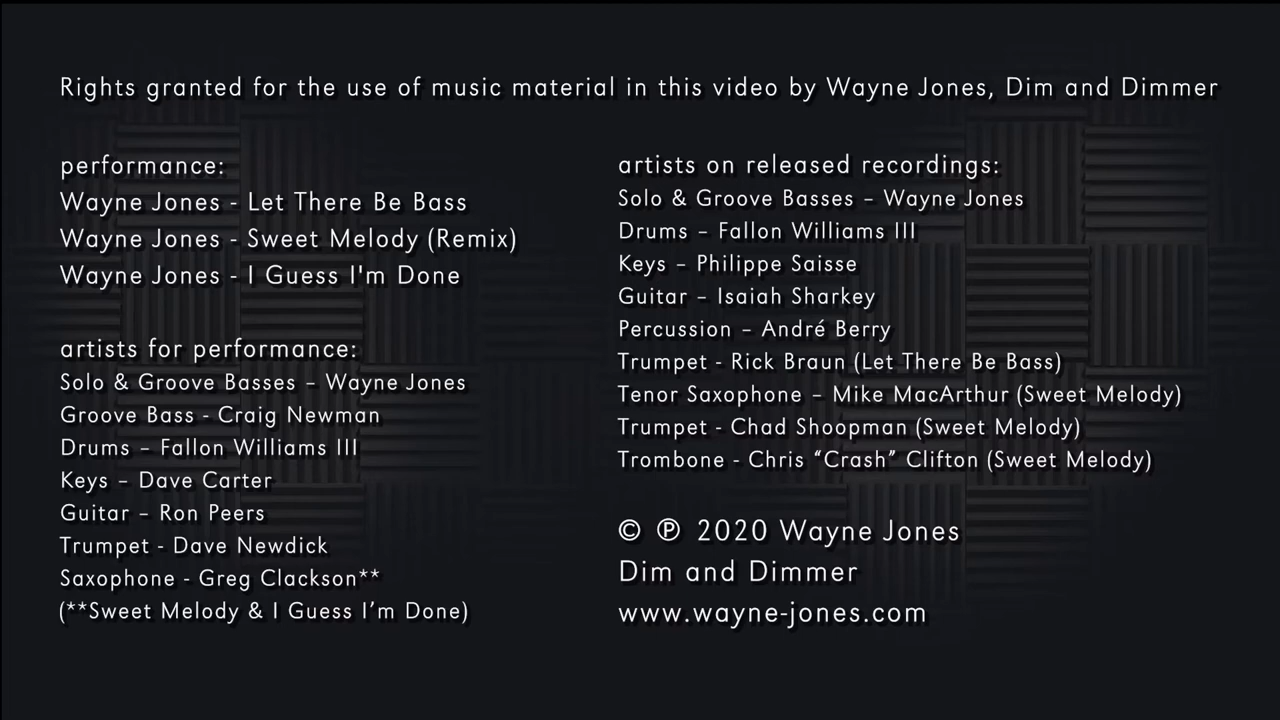 Rights granted for the use of music material in this video by Wayne Jones, Dim and Dimmer
performance:
Wayne Jones - Let There Be Bass
Wayne Jones - Sweet Melody (Remix)
Wayne Jones - I Guess I'm Done
artists for performance:
Solo & Groove Basses – Wayne Jones
Groove Bass - Craig Newman
Drums – Fallon Williams III
Keys – Dave Carter
Guitar – Ron Peers
Trumpet - Dave Newdick
Saxophone - Greg Clackson**
(**Sweet Melody & I Guess I’m Done)
artists on released recordings:
Solo & Groove Basses – Wayne Jones
Drums – Fallon Williams III
Keys – Philippe Saisse
Guitar – Isaiah Sharkey
Percussion – André Berry
Trumpet - Rick Braun (Let There Be Bass)
Tenor Saxophone – Mike MacArthur (Sweet Melody)
Trumpet - Chad Shoopman (Sweet Melody)
Trombone - Chris “Crash” Clifton (Sweet Melody)
© ℗ 2020 Wayne Jones
Dim and Dimmer
www.wayne-jones.com